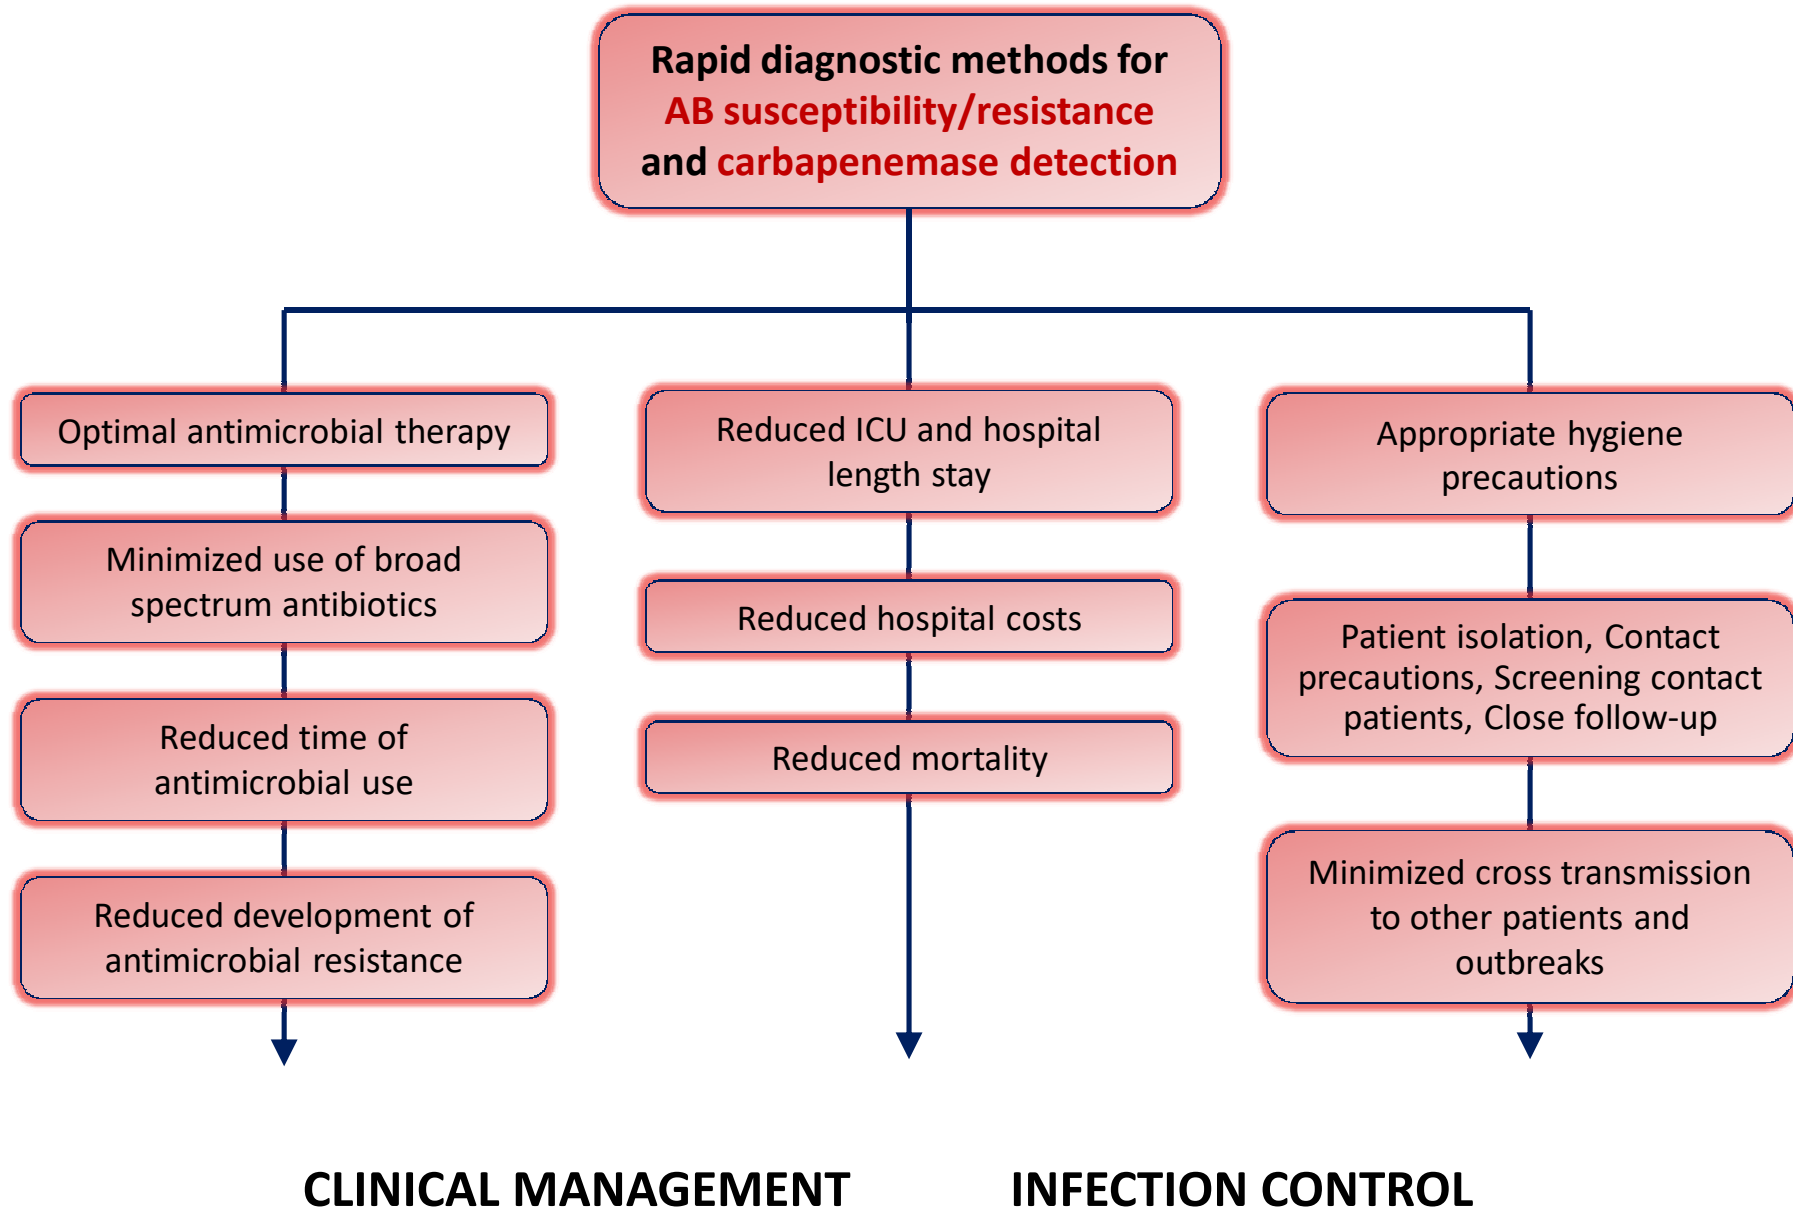 Rapid diagnostic methods for
AB susceptibility/resistance
and carbapenemase detection
Optimal antimicrobial therapy
Minimized use of broad
spectrum antibiotics
Reduced time of
antimicrobial use
Reduced development of
antimicrobial resistance
Reduced ICU and hospital
length stay
Reduced hospital costs
Reduced mortality
Appropriate hygiene
precautions
Patient isolation, Contact
precautions, Screening contact
patients, Close follow-up
Minimized cross transmission
to other patients and
outbreaks
CLINICAL MANAGEMENT
INFECTION CONTROL